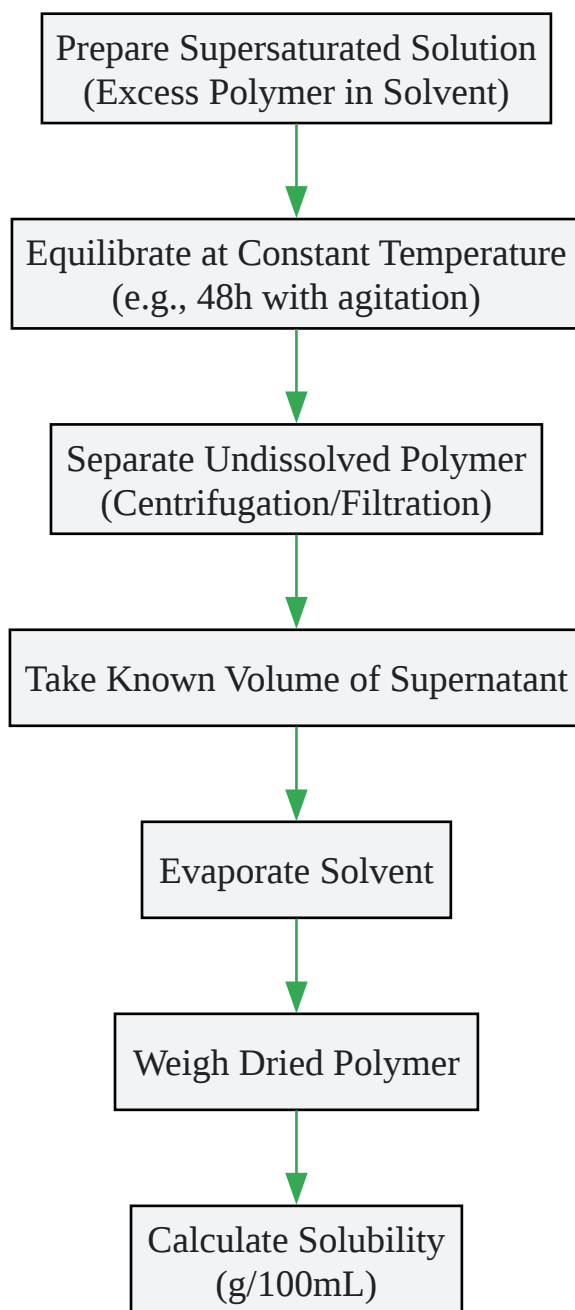 Prepare Supersaturated Solution
(Excess Polymer in Solvent)
Equilibrate at Constant Temperature
(e.g., 48h with agitation)
Separate Undissolved Polymer
(Centrifugation/Filtration)
Take Known Volume of Supernatant
Evaporate Solvent
Weigh Dried Polymer
Calculate Solubility
(g/100mL)